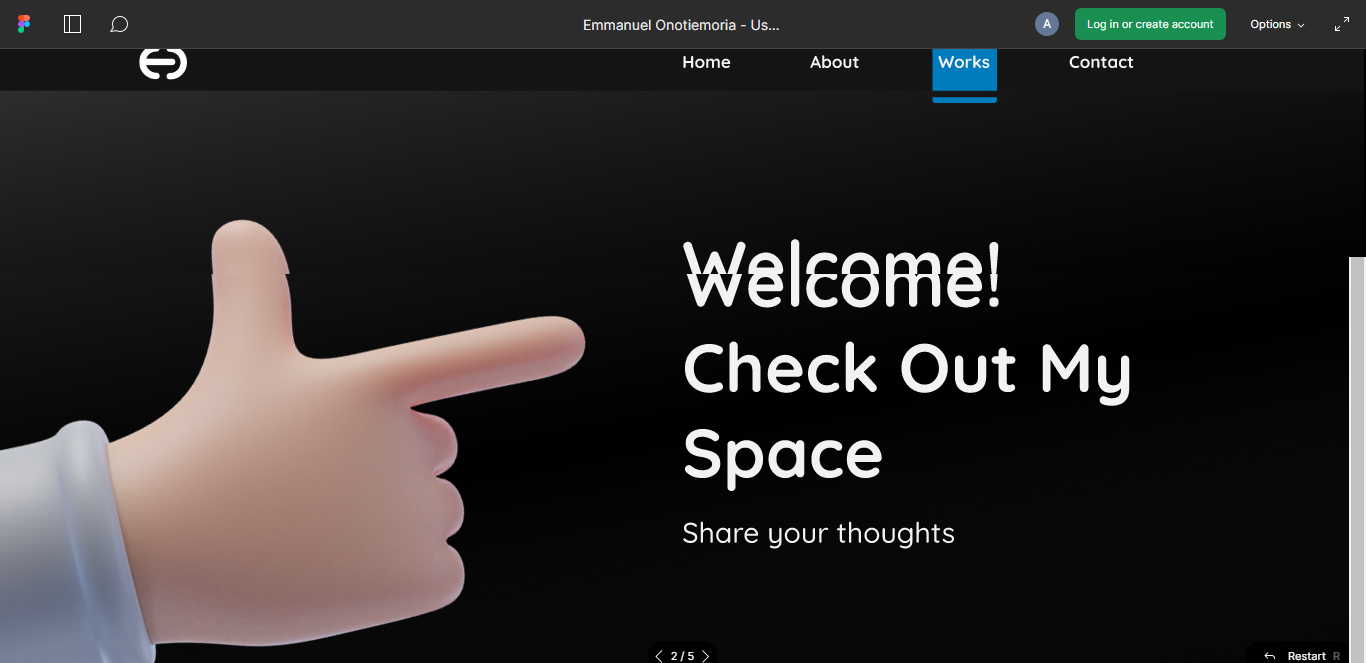 Emmanuel Onotiemoria - Us...
A
Log in or create account
Options
Home
About
Works
Contact
Welcome!
Check Out My
Space
Share your thoughts
2 / 5
Restart R